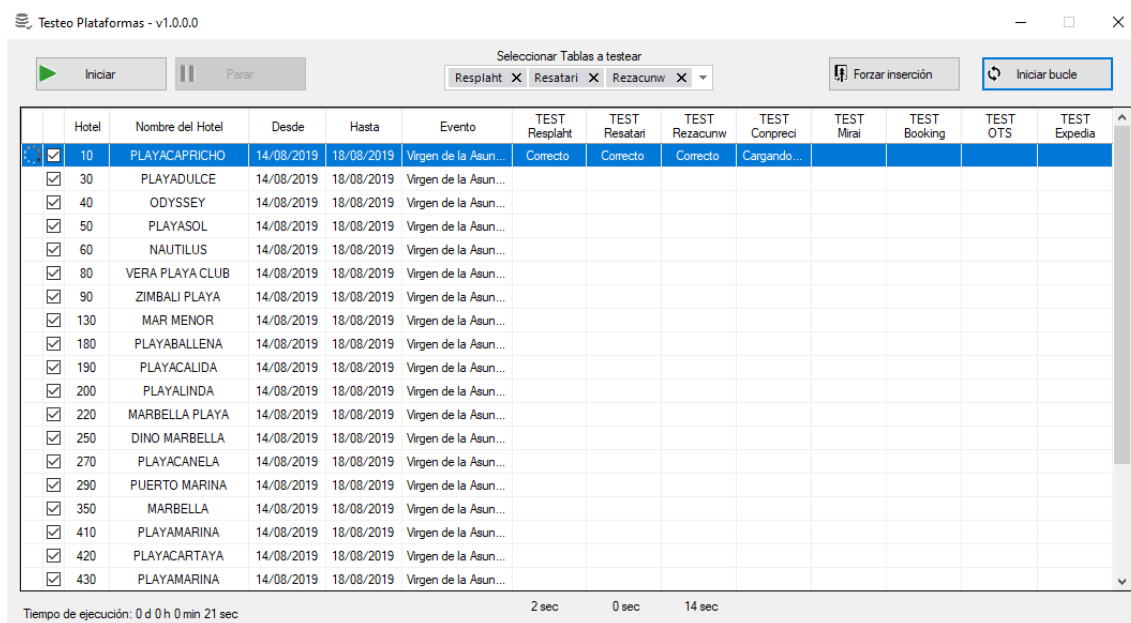 Testeo Plataformas - v1.0.0.0
Seleccionar Tablas a testear
Iniciar Parar Resplaht Resatari Rezacunw Forzar inserción Iniciar bucle
Hotel Nombre del Hotel Desde Hasta Evento TEST Resplaht TEST Resatari TEST Rezacunw TEST Conpreci TEST Mirai TEST Booking TEST OTS TEST Expedia
10 PLAYACAPRICHO 14/08/2019 18/08/2019 Virgen de la Asun... Correcto Correcto Correcto Cargando...
30 PLAYADULCE 14/08/2019 18/08/2019 Virgen de la Asun...
40 ODYSSEY 14/08/2019 18/08/2019 Virgen de la Asun...
50 PLAYASOL 14/08/2019 18/08/2019 Virgen de la Asun...
60 NAUTILUS 14/08/2019 18/08/2019 Virgen de la Asun...
80 VERA PLAYA CLUB 14/08/2019 18/08/2019 Virgen de la Asun...
90 ZIMBALI PLAYA 14/08/2019 18/08/2019 Virgen de la Asun...
130 MAR MENOR 14/08/2019 18/08/2019 Virgen de la Asun...
180 PLAYABALLENA 14/08/2019 18/08/2019 Virgen de la Asun...
190 PLAYACALIDA 14/08/2019 18/08/2019 Virgen de la Asun...
200 PLAYALINDA 14/08/2019 18/08/2019 Virgen de la Asun...
220 MARBELLA PLAYA 14/08/2019 18/08/2019 Virgen de la Asun...
250 DINO MARBELLA 14/08/2019 18/08/2019 Virgen de la Asun...
270 PLAYACANELA 14/08/2019 18/08/2019 Virgen de la Asun...
290 PUERTO MARINA 14/08/2019 18/08/2019 Virgen de la Asun...
350 MARBELLA 14/08/2019 18/08/2019 Virgen de la Asun...
410 PLAYAMARINA 14/08/2019 18/08/2019 Virgen de la Asun...
420 PLAYACARTAYA 14/08/2019 18/08/2019 Virgen de la Asun...
430 PLAYAMARINA 14/08/2019 18/08/2019 Virgen de la Asun...
Tiempo de ejecución: 0 d 0 h 0 min 21 sec 2 sec 0 sec 14 sec